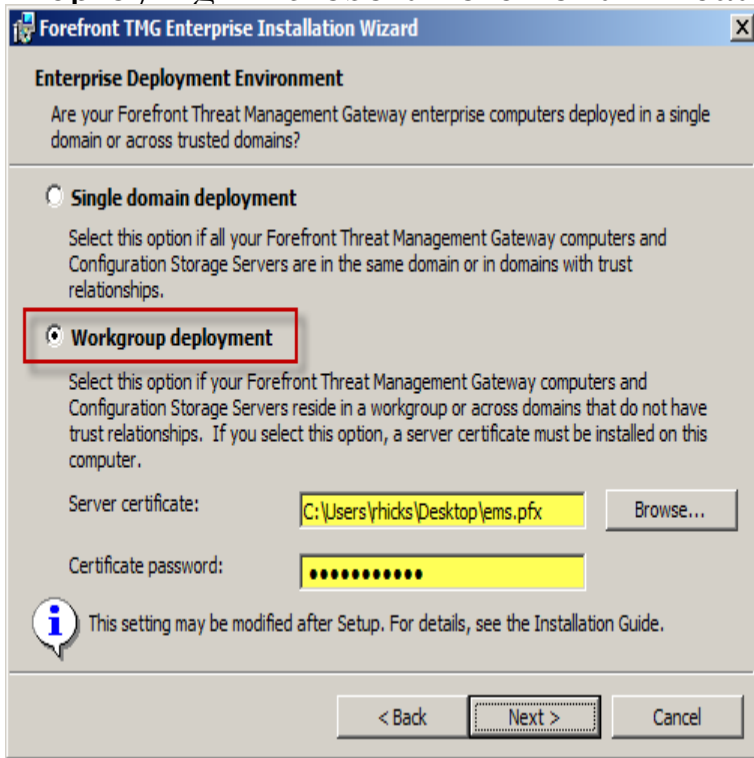 Forefront TMG Enterprise Installation Wizard
Enterprise Deployment Environment
Are your Forefront Threat Management Gateway enterprise computers deployed in a single
domain or across trusted domains?
Single domain deployment
Select this option if all your Forefront Threat Management Gateway computers and
Configuration Storage Servers are in the same domain or in domains with trust
relationships.
Workgroup deployment
Select this option if your Forefront Threat Management Gateway computers and
Configuration Storage Servers reside in a workgroup or across domains that do not have
trust relationships. If you select this option, a server certificate must be installed on this
computer.
Server certificate:
C:\Users\rhicks\Desktop\ems.pfx
Browse...
Certificate password:
●●●●●●●●●●●
This setting may be modified after Setup. For details, see the Installation Guide.
< Back
Next >
Cancel